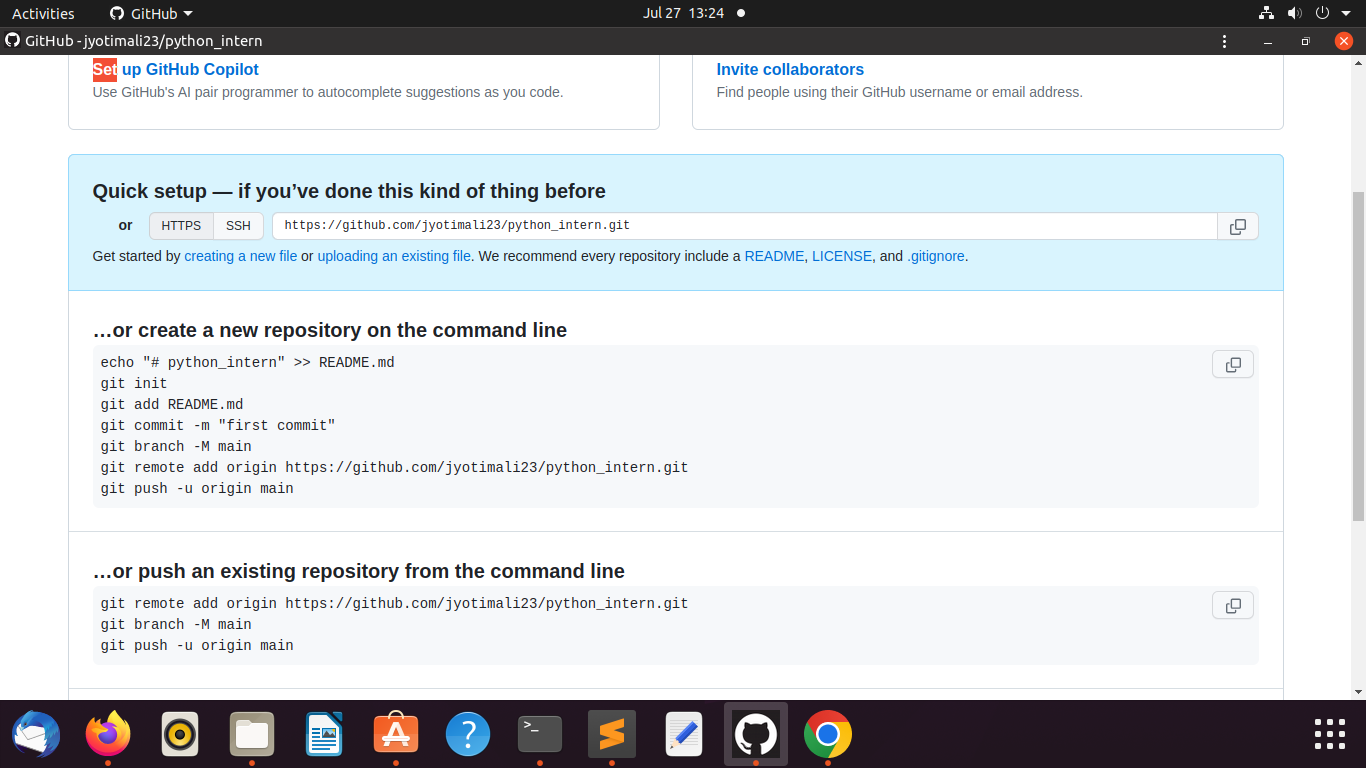 Activities GitHub Jul 27 13:24
GitHub - jyotimali23/python_intern
Set up GitHub Copilot
Use GitHub's AI pair programmer to autocomplete suggestions as you code.
Invite collaborators
Find people using their GitHub username or email address.
Quick setup — if you’ve done this kind of thing before
or HTTPS SSH https://github.com/jyotimali23/python_intern.git
Get started by creating a new file or uploading an existing file. We recommend every repository include a README, LICENSE, and .gitignore.
…or create a new repository on the command line
echo "# python_intern" >> README.md
git init
git add README.md
git commit -m "first commit"
git branch -M main
git remote add origin https://github.com/jyotimali23/python_intern.git
git push -u origin main
…or push an existing repository from the command line
git remote add origin https://github.com/jyotimali23/python_intern.git
git branch -M main
git push -u origin main